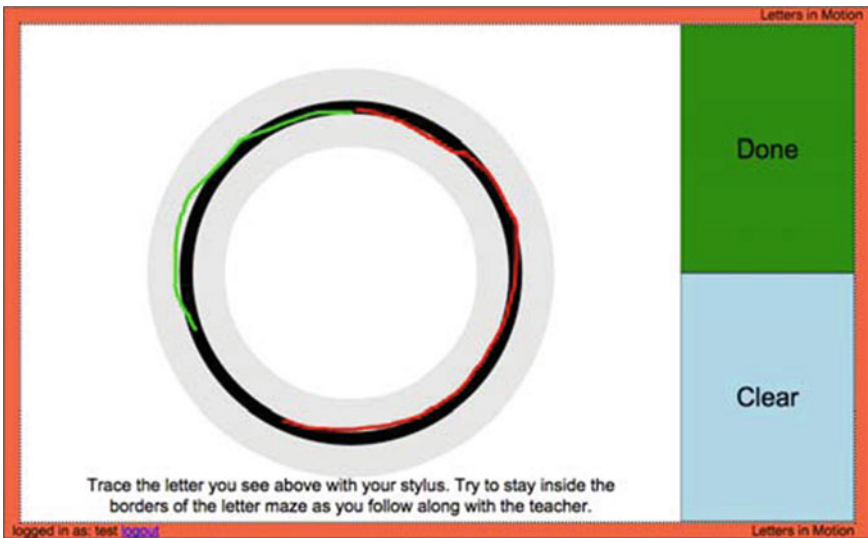 Letters in Motion
Done
Clear
Trace the letter you see above with your stylus. Try to stay inside the
borders of the letter maze as you follow along with the teacher.
logged in as: test logout
Letters in Motion